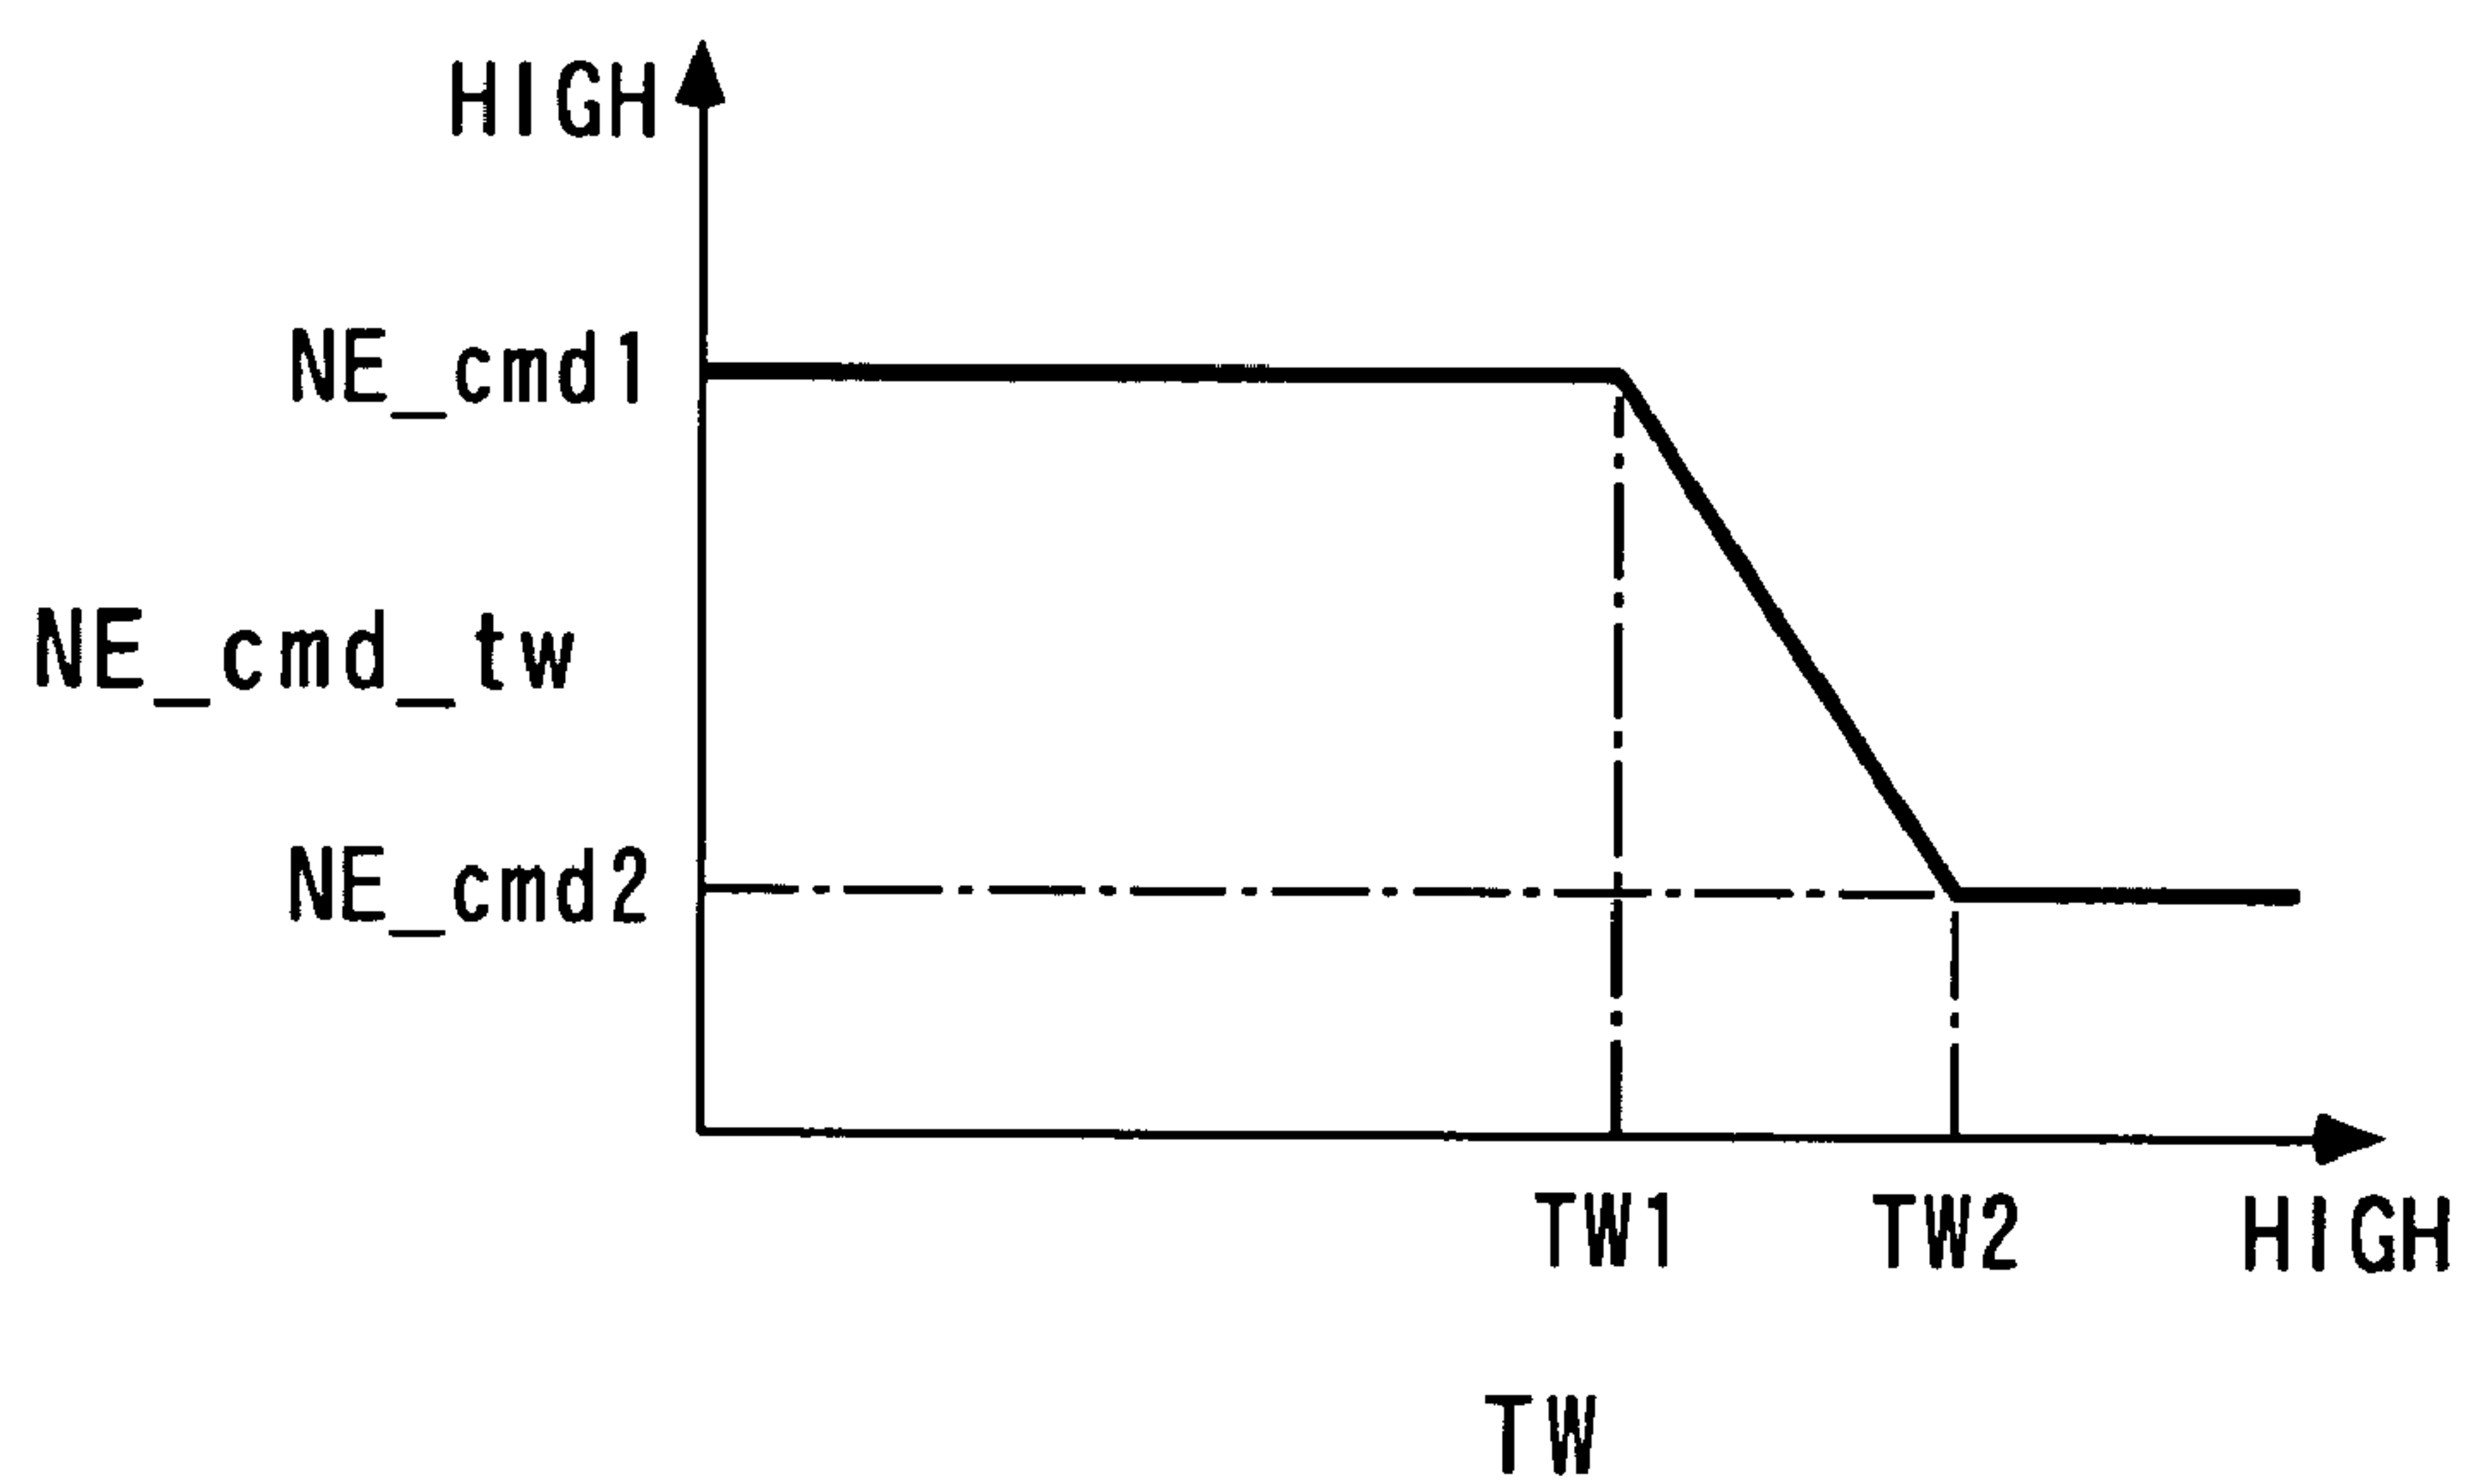 HIGH
NE_cmd1
NE_cmd_tw
NE_cmd2
TW1 TW2 HIGH
TW